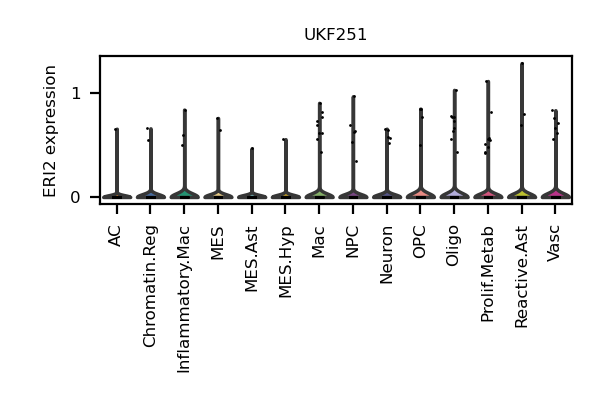 UKF251
ERI2 expression
1
0
AC
Chromatin.Reg
Inflammatory.Mac
MES
MES.Ast
MES.Hyp
Mac
NPC
Neuron
OPC
Oligo
Prolif.Metab
Reactive.Ast
Vasc